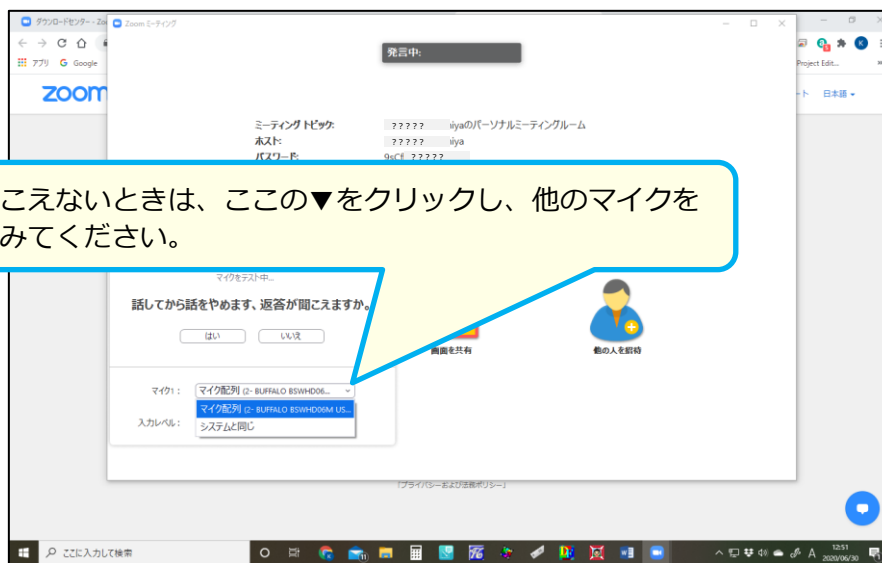 ダウンロードセンター - Zoo
Zoom ミーティング
アプリ
Google
Project Edit...
zoom
ート
日本語
発言中:
ミーティング トピック:
????? iyaのパーソナルミーティングルーム
ホスト:
????? iya
パスワード:
9sCf ?????
こえないときは、ここの▼をクリックし、他のマイクを
みてください。
マイクをテスト中...
話してから話をやめます、返答が聞こえますか。
はい
いいえ
画面を共有
他の人を招待
マイク1:
マイク配列 (2- BUFFALO BSWHD06...
マイク配列 (2- BUFFALO BSWHD06M US...
入力レベル:
システムと同じ
「プライバシーおよび法務ポリシー」
ここに入力して検索
A
12:51
2020/06/30